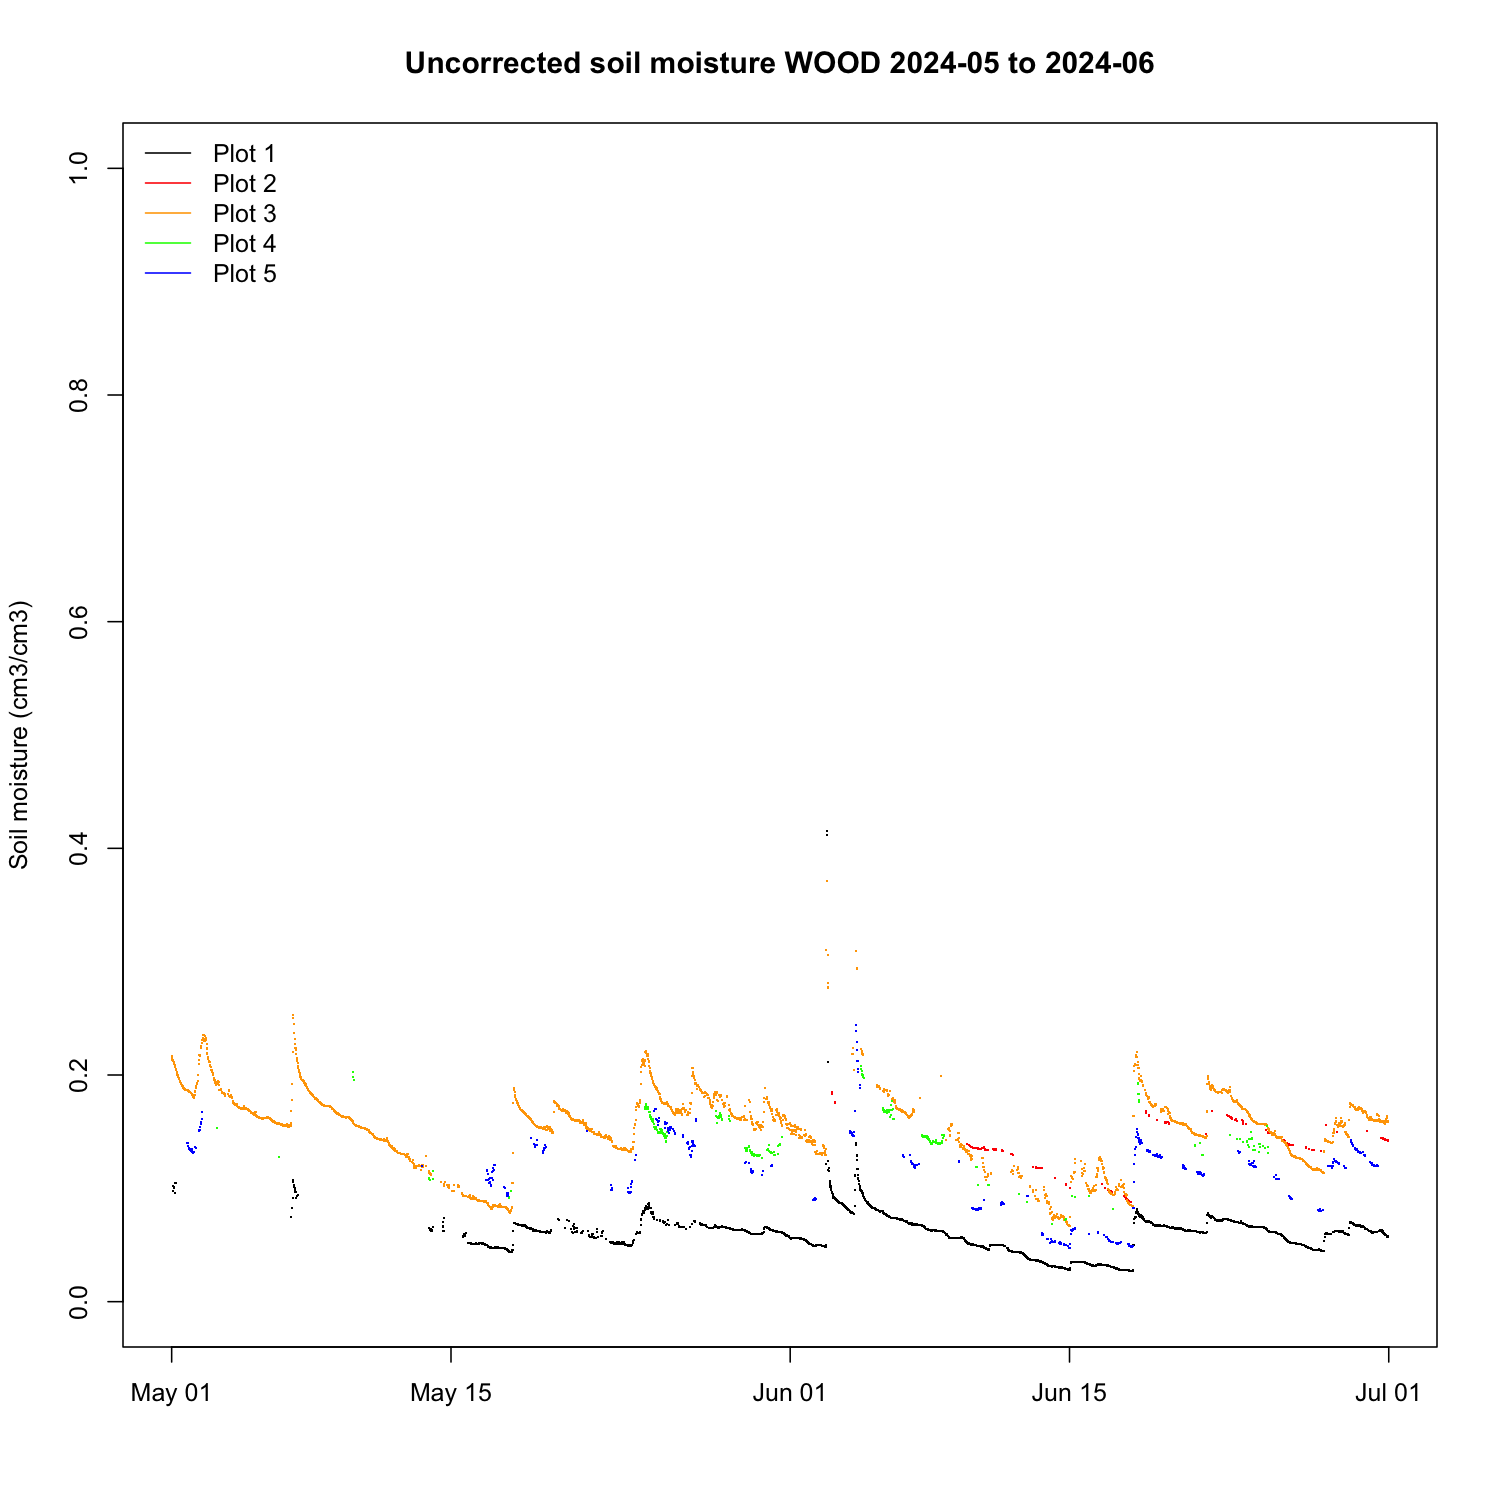 Uncorrected soil moisture WOOD 2024-05 to 2024-06
Plot 1
Plot 2
Plot 3
Plot 4
Plot 5
Soil moisture (cm3/cm3)
1.0
0.8
0.6
0.4
0.2
0.0
May 01
May 15
Jun 01
Jun 15
Jul 01